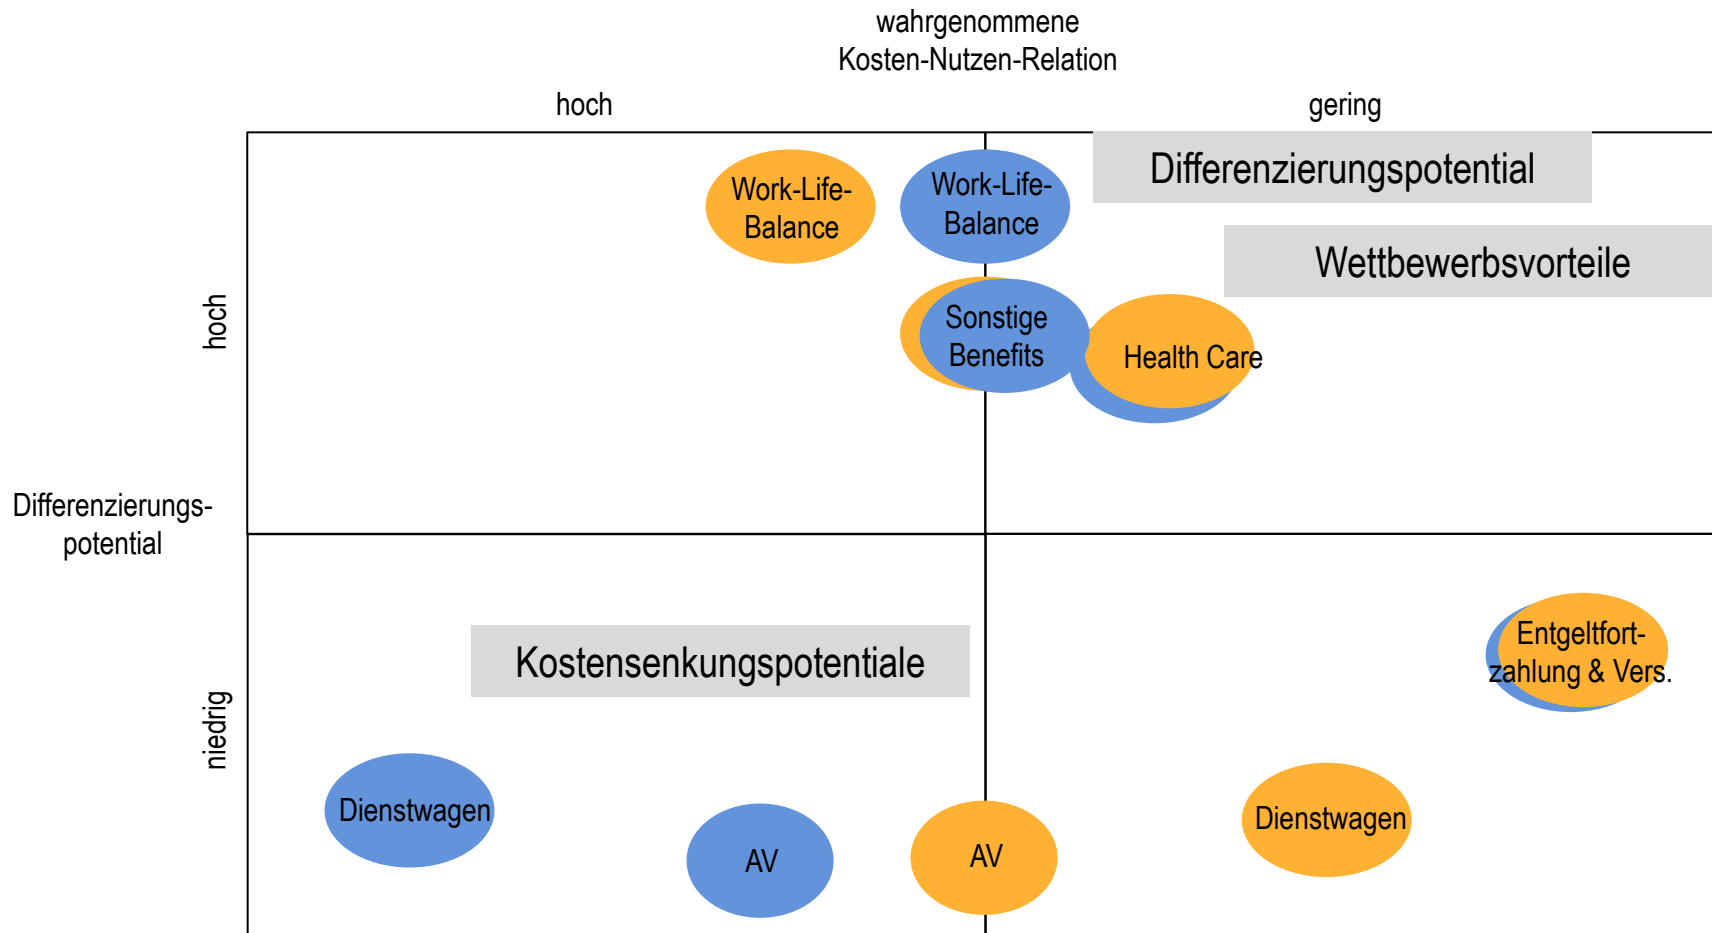 wahrgenommene
Kosten-Nutzen-Relation
hoch
gering
Differenzierungspotential
Work-Life-
Balance
Work-Life-
Balance
Wettbewerbsvorteile
hoch
Sonstige
Benefits
Health Care
Differenzierungs-
potential
Kostensenkungspotentiale
Entgeltfort-
zahlung & Vers.
niedrig
Dienstwagen
AV
AV
Dienstwagen